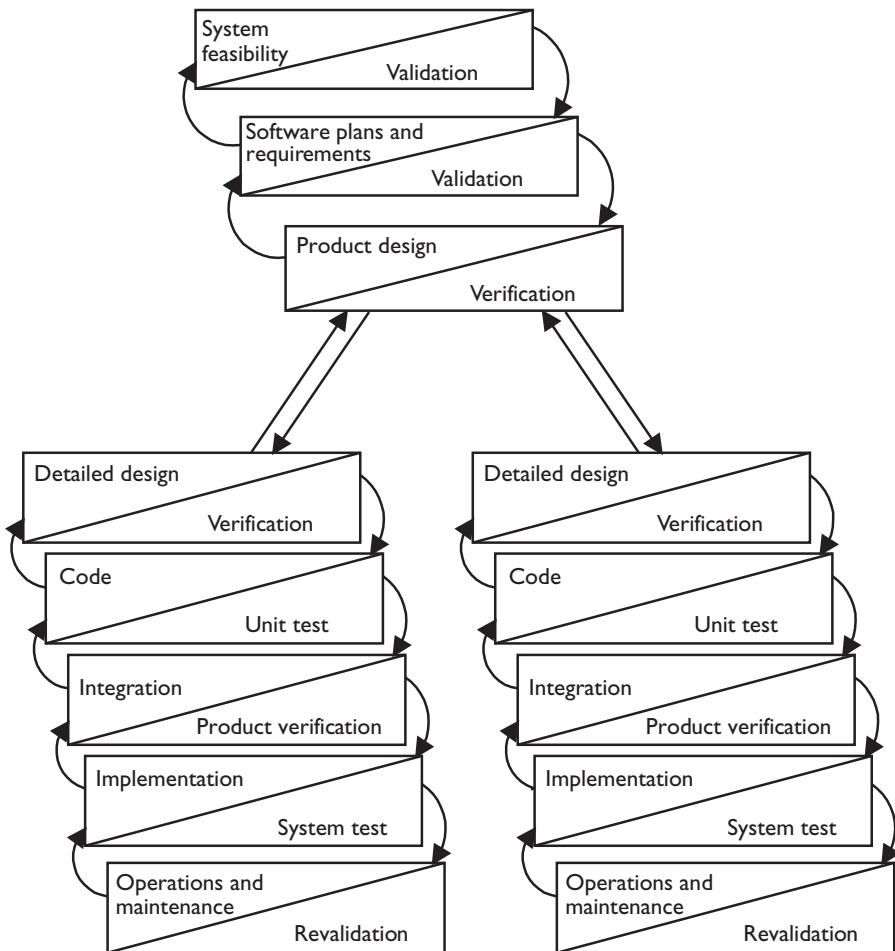 System
feasibility
Validation
Software plans and
requirements
Validation
Product design
Verification
Detailed design
Verification
Code
Unit test
Integration
Product verification
Implementation
System test
Operations and
maintenance
Revalidation
Detailed design
Verification
Code
Unit test
Integration
Product verification
Implementation
System test
Operations and
maintenance
Revalidation